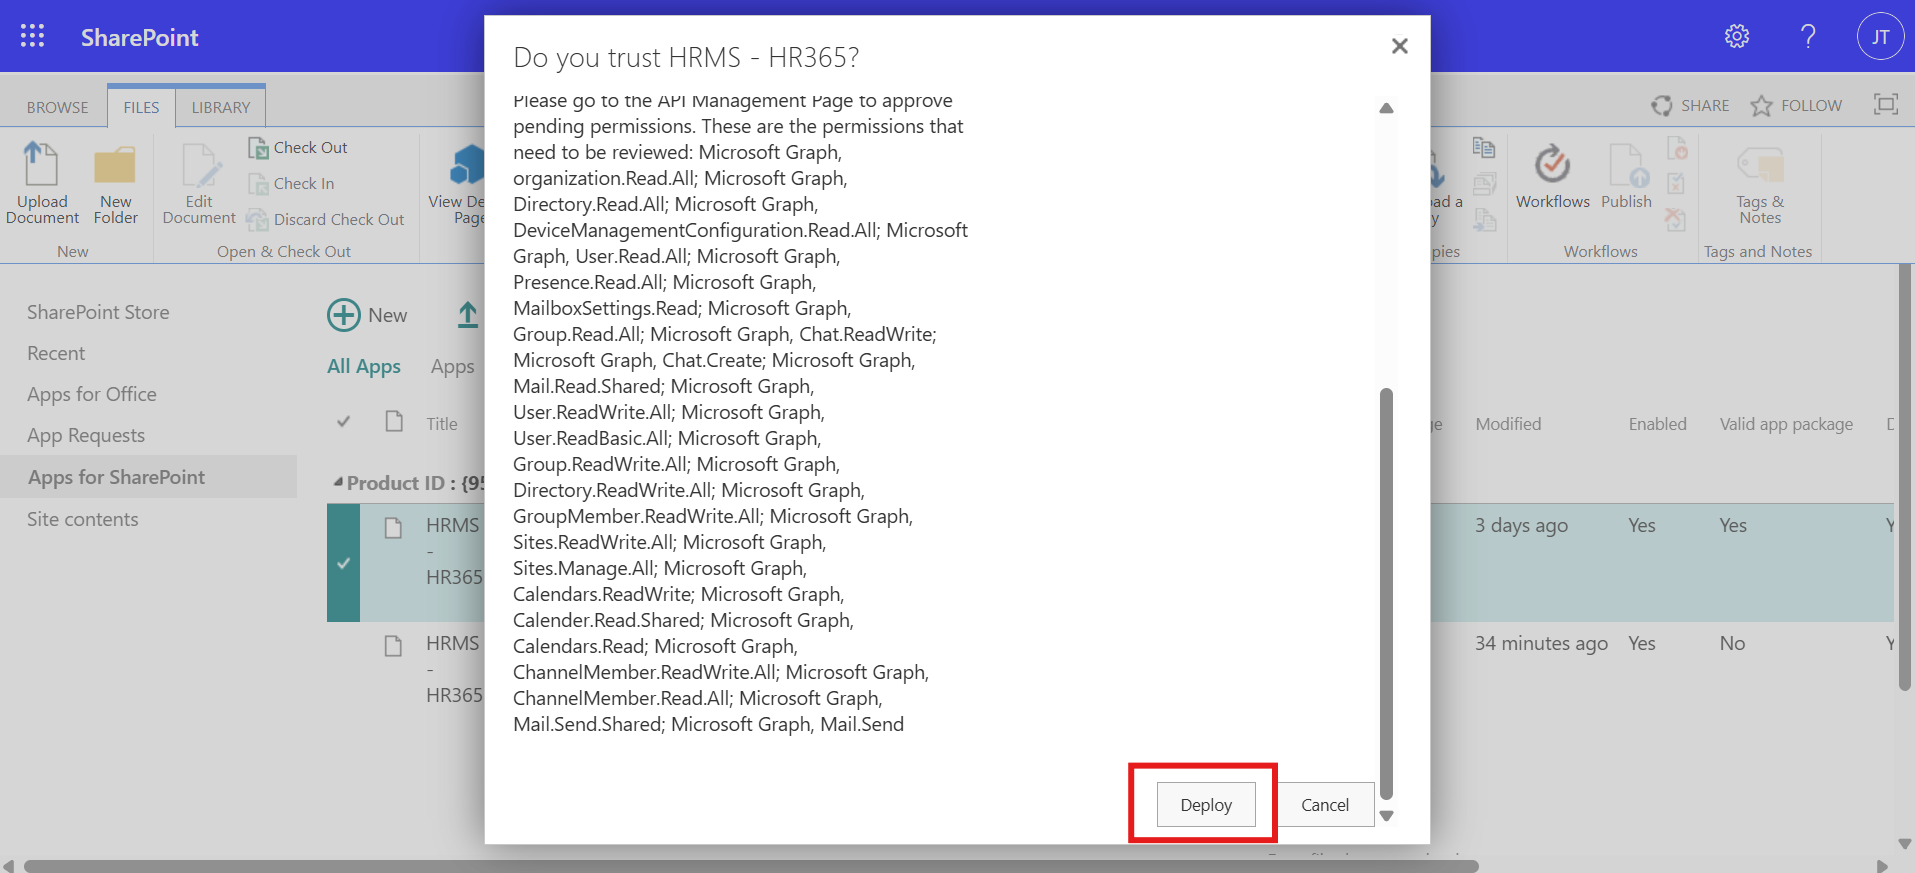 SharePoint
JT
BROWSE
FILES
LIBRARY
SHARE
FOLLOW
Upload
Document
New
Folder
New
Edit
Document
Check Out
Check In
Discard Check Out
Open & Check Out
View De
Page
ad a
y
pies
Workflows
Publish
Workflows
Tags &
Notes
Tags and Notes
SharePoint Store
Recent
Apps for Office
App Requests
Apps for SharePoint
Site contents
New
All Apps
Apps
Title
Modified
Enabled
Valid app package
Product ID : {95
HRMS
-
HR365
3 days ago
Yes
Yes
HRMS
-
HR365
34 minutes ago
Yes
No
Do you trust HRMS - HR365?
Please go to the API Management Page to approve
pending permissions. These are the permissions that
need to be reviewed: Microsoft Graph,
organization.Read.All; Microsoft Graph,
Directory.Read.All; Microsoft Graph,
DeviceManagementConfiguration.Read.All; Microsoft
Graph, User.Read.All; Microsoft Graph,
Presence.Read.All; Microsoft Graph,
MailboxSettings.Read; Microsoft Graph,
Group.Read.All; Microsoft Graph, Chat.ReadWrite;
Microsoft Graph, Chat.Create; Microsoft Graph,
Mail.Read.Shared; Microsoft Graph,
User.ReadWrite.All; Microsoft Graph,
User.ReadBasic.All; Microsoft Graph,
Group.ReadWrite.All; Microsoft Graph,
Directory.ReadWrite.All; Microsoft Graph,
GroupMember.ReadWrite.All; Microsoft Graph,
Sites.ReadWrite.All; Microsoft Graph,
Sites.Manage.All; Microsoft Graph,
Calendars.ReadWrite; Microsoft Graph,
Calender.Read.Shared; Microsoft Graph,
Calendars.Read; Microsoft Graph,
ChannelMember.ReadWrite.All; Microsoft Graph,
ChannelMember.Read.All; Microsoft Graph,
Mail.Send.Shared; Microsoft Graph, Mail.Send
Deploy
Cancel